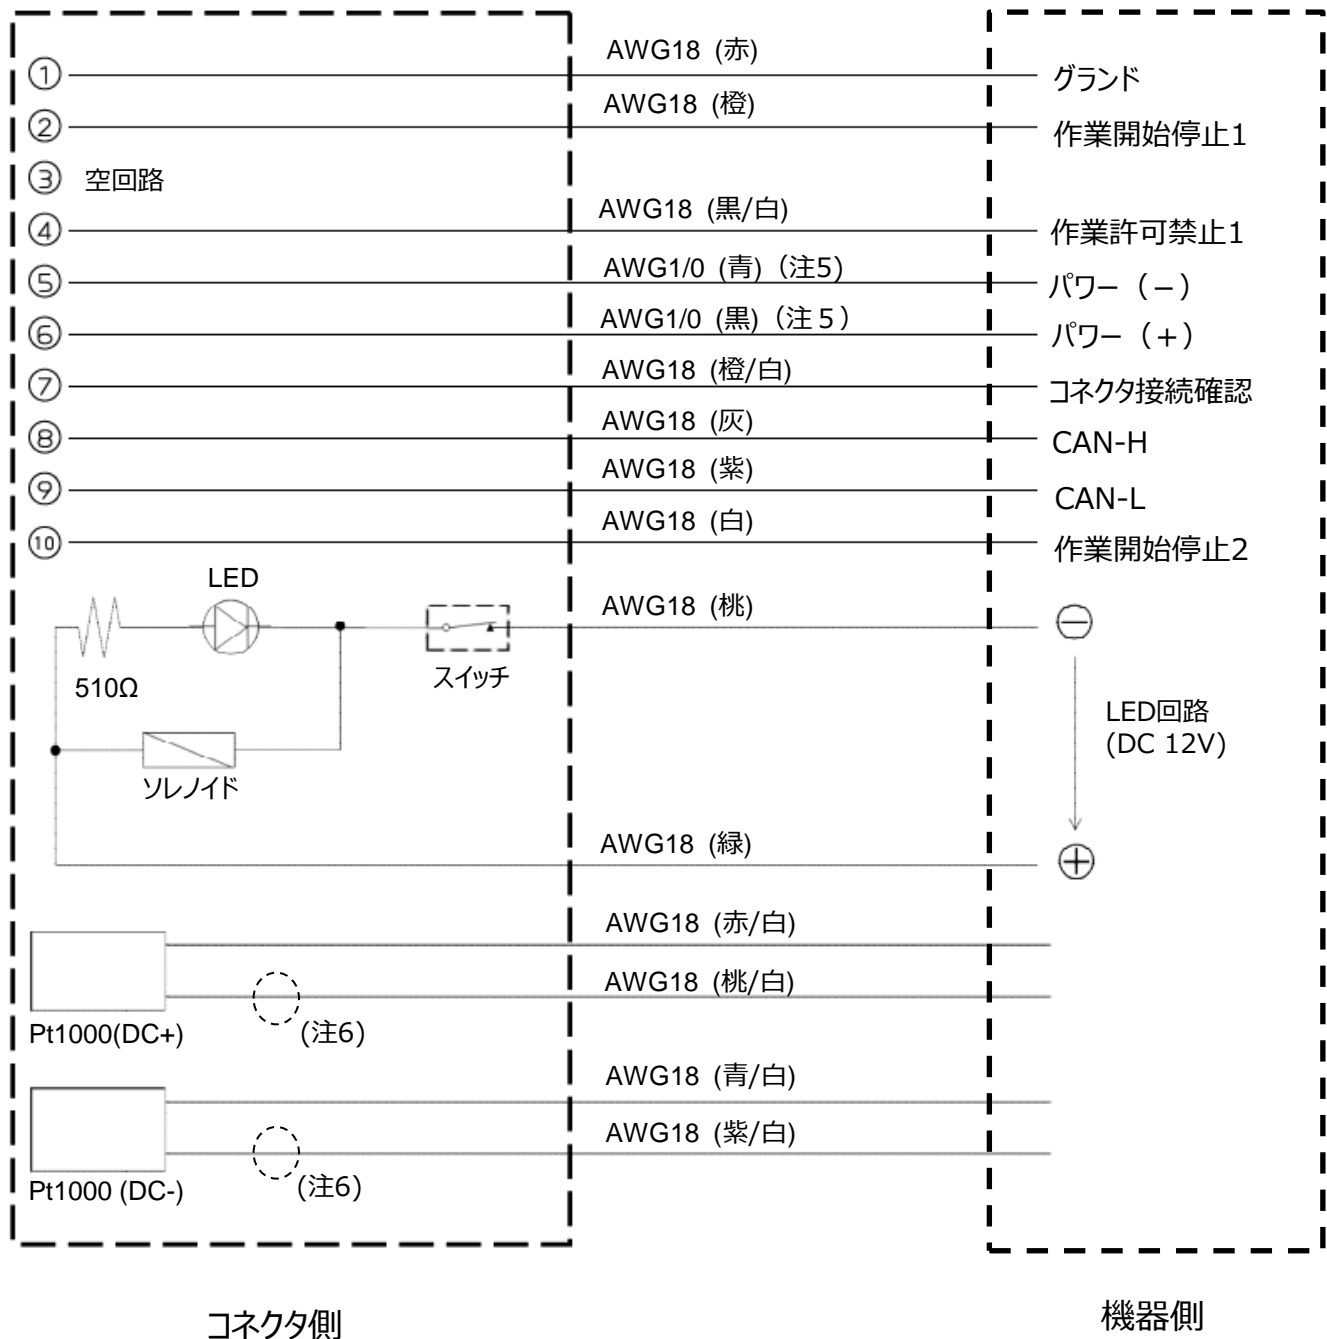 AWG18 (赤)
① グランド
AWG18 (橙)
② 作業開始停止1
③ 空回路
AWG18 (黒/白)
④ 作業許可禁止1
AWG1/0 (青)（注5）
⑤ パワー（－）
AWG1/0 (黒)（注５）
⑥ パワー（＋）
AWG18 (橙/白)
⑦ コネクタ接続確認
AWG18 (灰)
⑧ CAN-H
AWG18 (紫)
⑨ CAN-L
AWG18 (白)
⑩ 作業開始停止2
LED
AWG18 (桃)
⊖
510Ω
スイッチ
LED回路
(DC 12V)
ソレノイド
AWG18 (緑)
⊕
AWG18 (赤/白)
AWG18 (桃/白)
Pt1000(DC+)
(注6)
AWG18 (青/白)
AWG18 (紫/白)
Pt1000 (DC-)
(注6)
コネクタ側
機器側